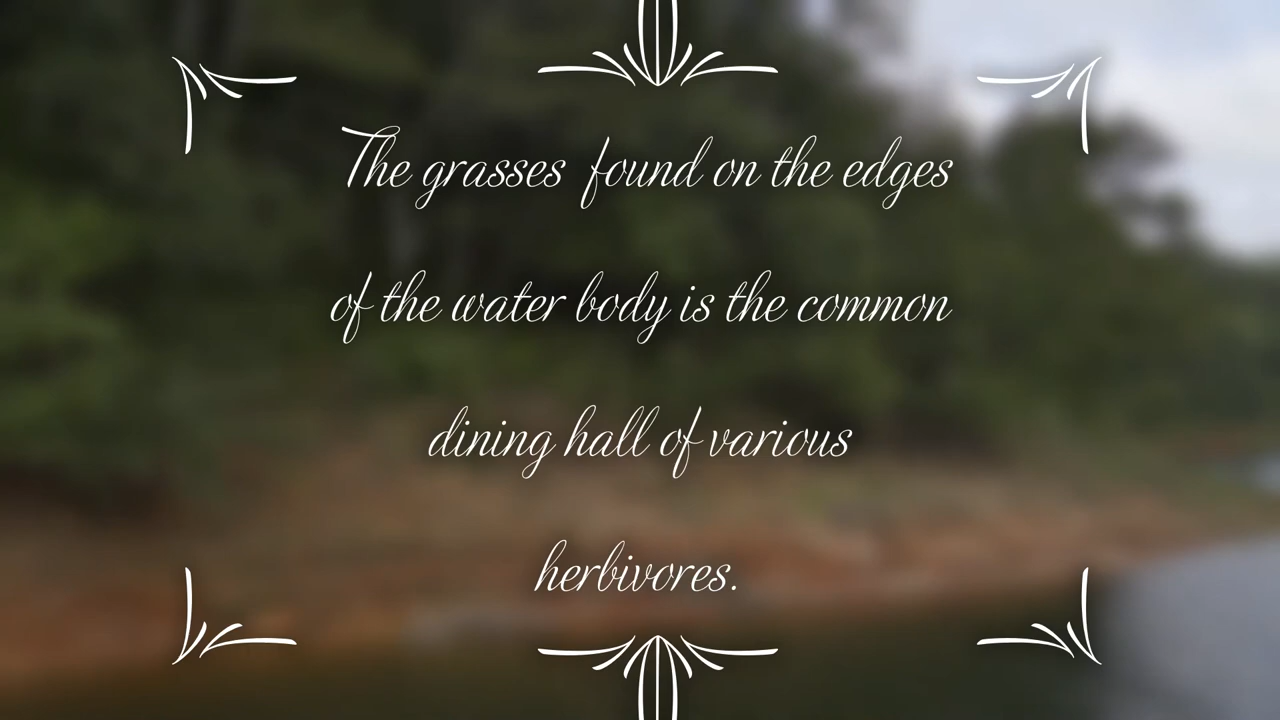 The grasses found on the edges
of the water body is the common
dining hall of various
herbivores.